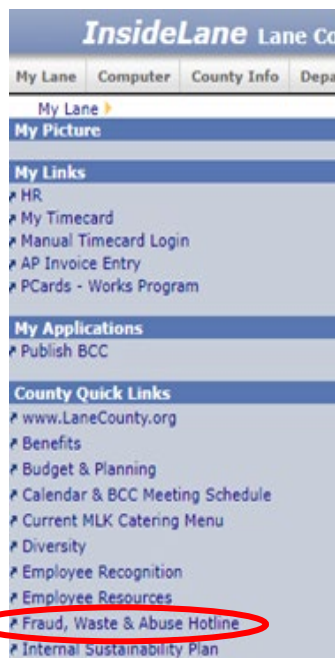 InsideLane Lane Co
My Lane Computer County Info Depa
My Lane
My Picture
My Links
HR
My Timecard
Manual Timecard Login
AP Invoice Entry
PCards - Works Program
My Applications
Publish BCC
County Quick Links
www.LaneCounty.org
Benefits
Budget & Planning
Calendar & BCC Meeting Schedule
Current MLK Catering Menu
Diversity
Employee Recognition
Employee Resources
Fraud, Waste & Abuse Hotline
Internal Sustainability Plan